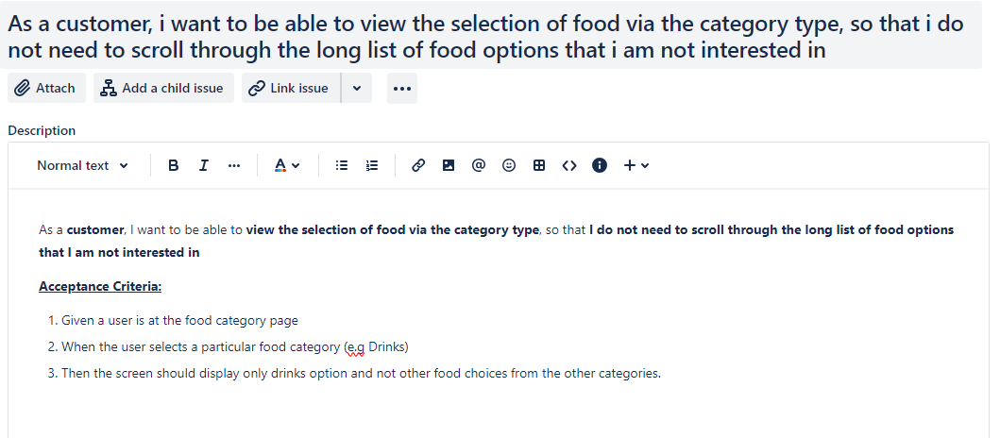 As a customer, i want to be able to view the selection of food via the category type, so that i do
not need to scroll through the long list of food options that i am not interested in
Attach Add a child issue Link issue
Description
Normal text B I A @ <> +
As a customer, I want to be able to view the selection of food via the category type, so that I do not need to scroll through the long list of food options
that I am not interested in
Acceptance Criteria:
1. Given a user is at the food category page
2. When the user selects a particular food category (e.g Drinks)
3. Then the screen should display only drinks option and not other food choices from the other categories.